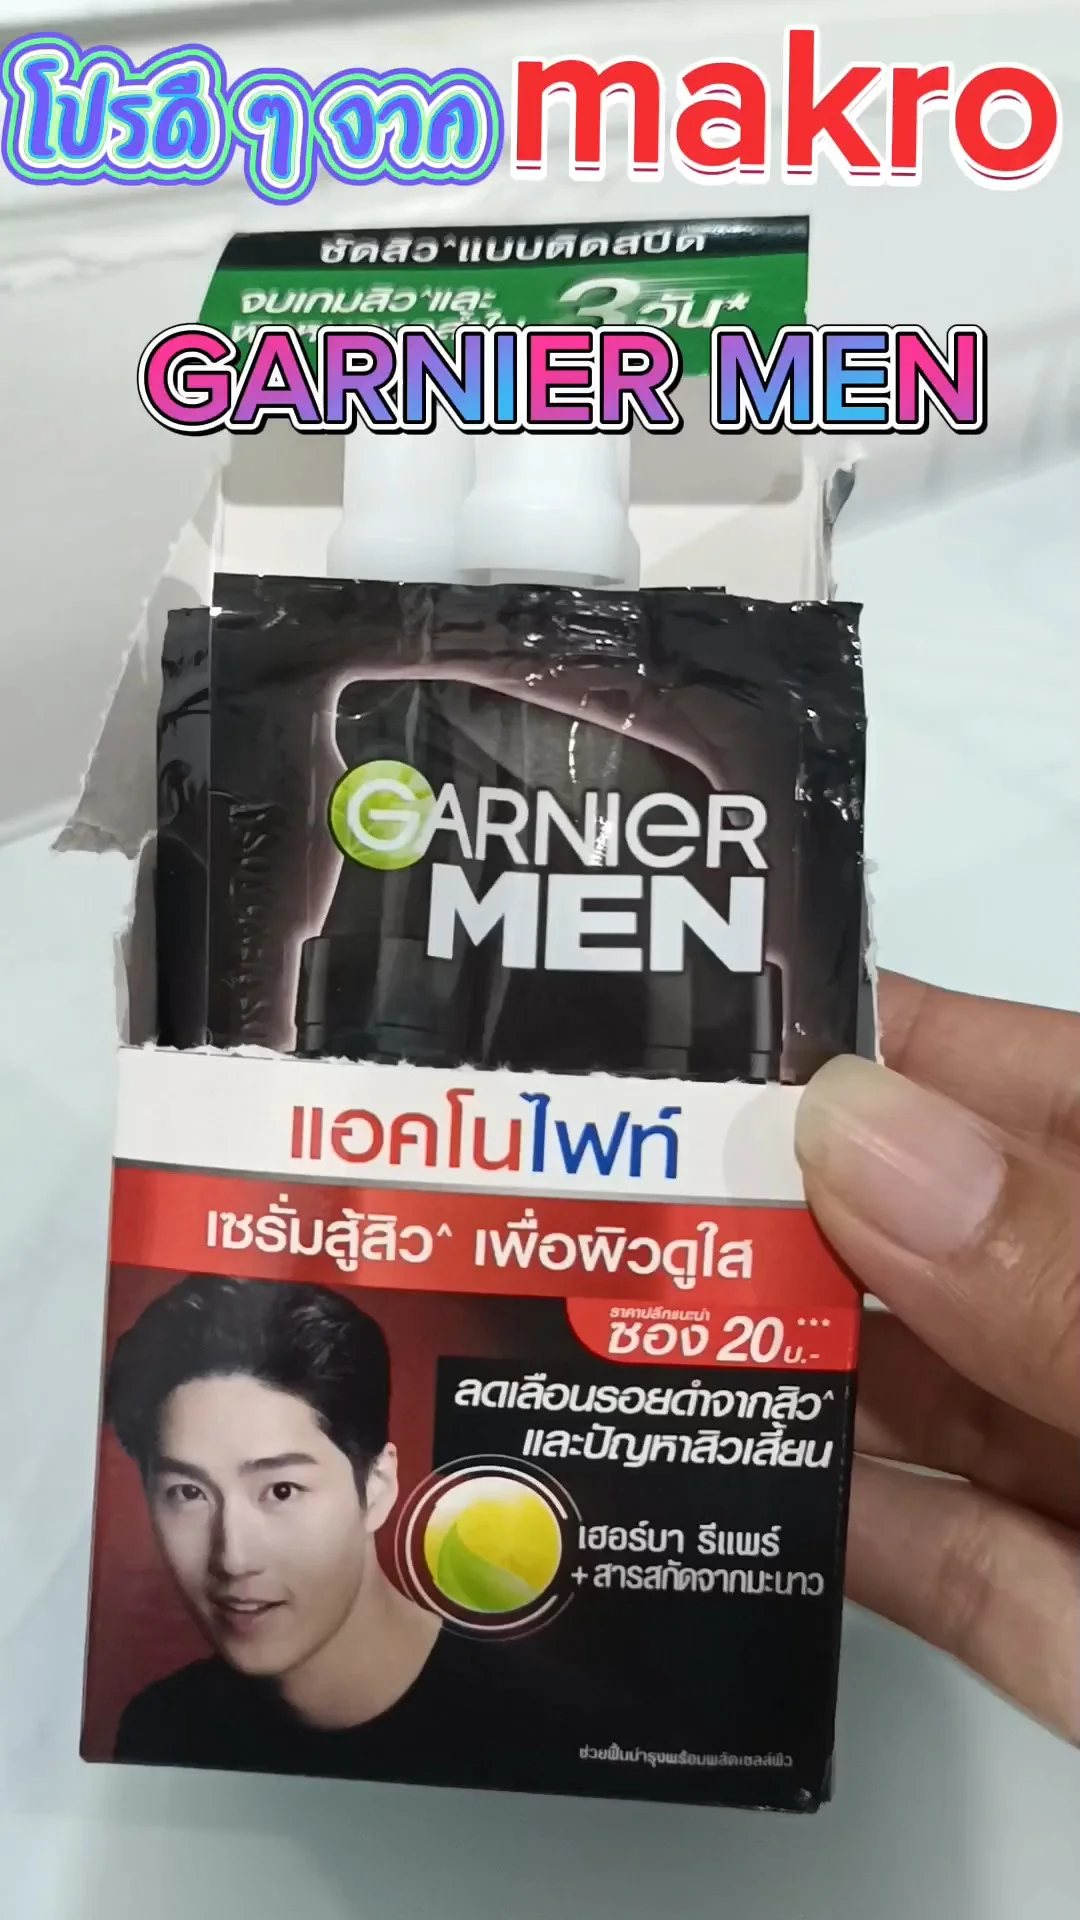 โปรดี ๆ จาก makro
ซัดสิว^แบบติดสปีด
จบเกมสิว^และ
3 วัน*
GARNIER MEN
GARNIER
MEN
แอคโนไฟท์
เซรั่มสู้สิว^ เพื่อผิวดูใส
ราคาปลีกแนะนำ
ซอง 20บ.-***
ลดเลือนรอยดำจากสิว^
และปัญหาสิวเสี้ยน
เฮอร์บา รีแพร์
+ สารสกัดจากมะนาว
ช่วยฟื้นบำรุงพร้อมผลัดเซลล์ผิว